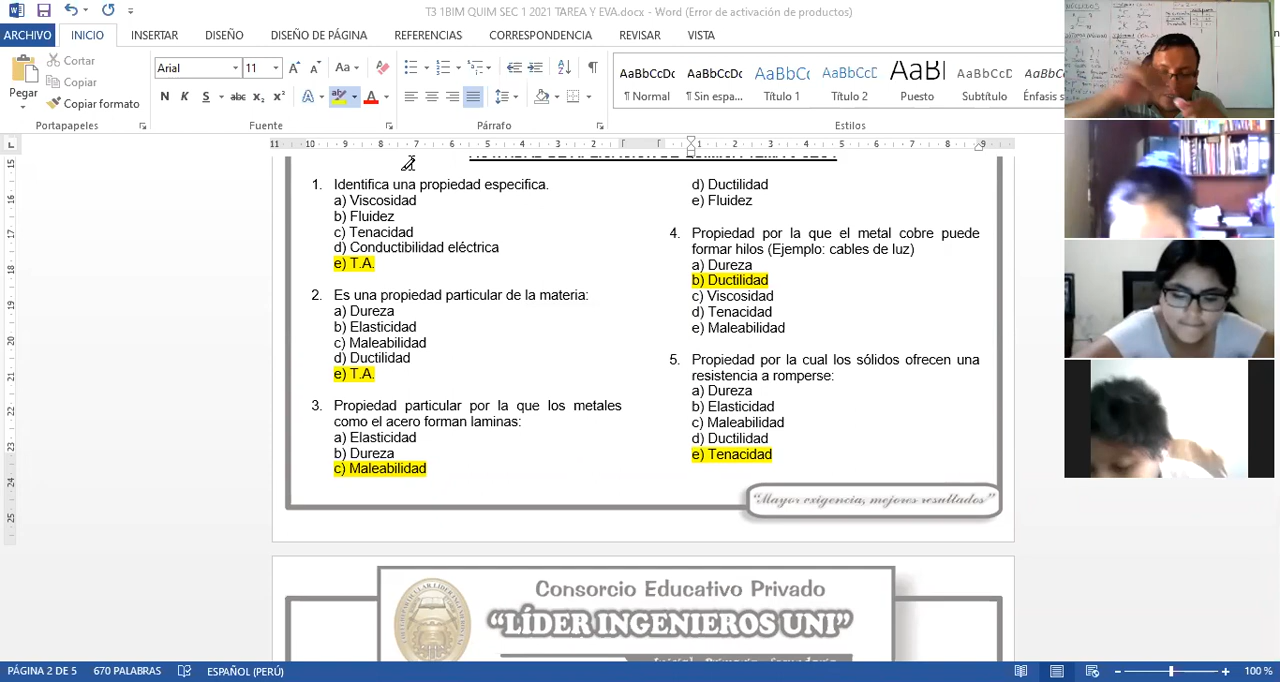 T3 1BIM QUIM SEC 1 2021 TAREA Y EVA.docx - Word (Error de activación de productos)
ARCHIVO INICIO INSERTAR DISEÑO DISEÑO DE PÁGINA REFERENCIAS CORRESPONDENCIA REVISAR VISTA
Pegar
Cortar
Copiar
Copiar formato
Portapapeles
Arial 11
Fuente
Párrafo
AaBbCcDc AaBbCcDc AaBbCc AaBbCcD AaBl AaBbCcD AaBbCcDc
¶ Normal ¶ Sin espa... Título 1 Título 2 Puesto Subtítulo Énfasis s
Estilos
1. Identifica una propiedad especifica.
a) Viscosidad
b) Fluidez
c) Tenacidad
d) Conductibilidad eléctrica
e) T.A.
2. Es una propiedad particular de la materia:
a) Dureza
b) Elasticidad
c) Maleabilidad
d) Ductilidad
e) T.A.
3. Propiedad particular por la que los metales
como el acero forman laminas:
a) Elasticidad
b) Dureza
c) Maleabilidad
d) Ductilidad
e) Fluidez
4. Propiedad por la que el metal cobre puede
formar hilos (Ejemplo: cables de luz)
a) Dureza
b) Ductilidad
c) Viscosidad
d) Tenacidad
e) Maleabilidad
5. Propiedad por la cual los sólidos ofrecen una
resistencia a romperse:
a) Dureza
b) Elasticidad
c) Maleabilidad
d) Ductilidad
e) Tenacidad
“Mayor exigencia, mejores resultados”
Consorcio Educativo Privado
“LÍDER INGENIEROS UNI”
PÁGINA 2 DE 5 670 PALABRAS ESPAÑOL (PERÚ) 100 %